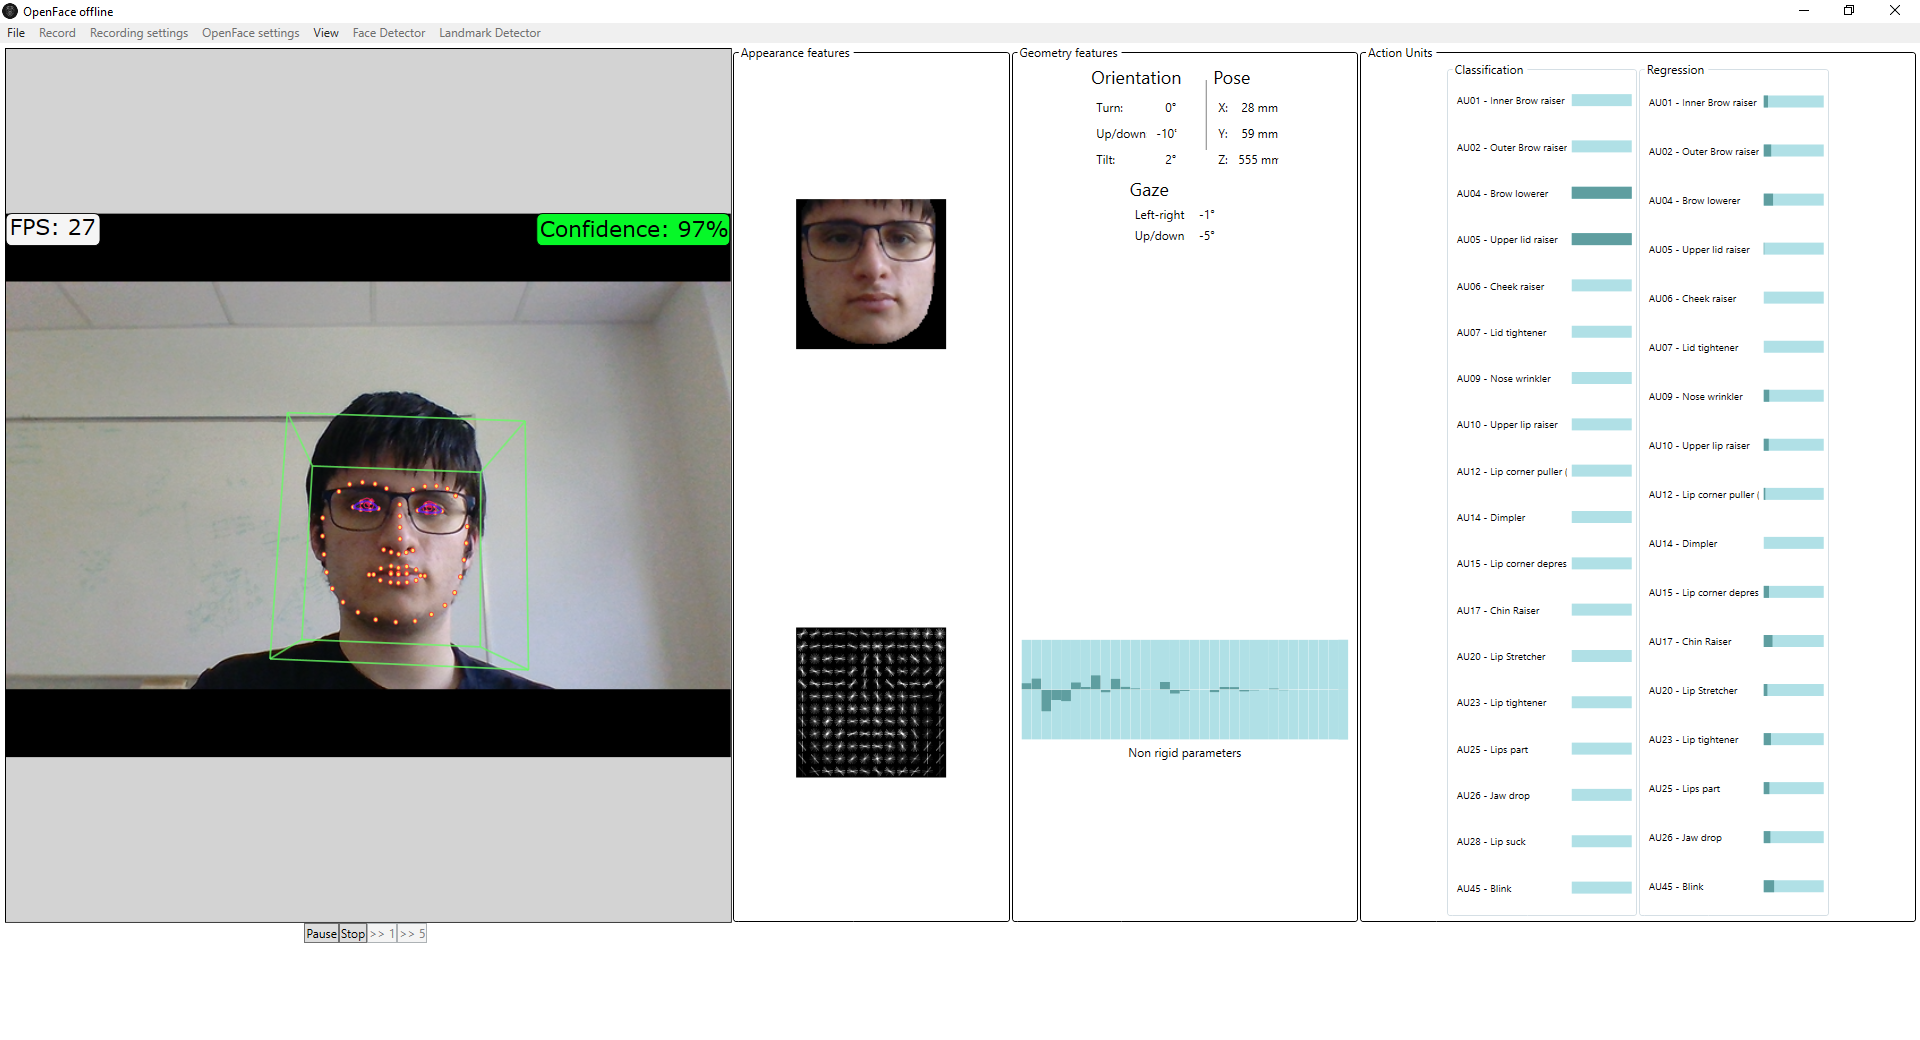 OpenFace offline
File Record Recording settings OpenFace settings View Face Detector Landmark Detector
FPS: 27
Confidence: 97%
Pause Stop >> 1 >> 5
Appearance features
Geometry features
Orientation
Turn: 0°
Up/down -10°
Tilt: 2°
Pose
X: 28 mm
Y: 59 mm
Z: 555 mm
Gaze
Left-right -1°
Up/down -5°
Non rigid parameters
Action Units
Classification
AU01 - Inner Brow raiser
AU02 - Outer Brow raiser
AU04 - Brow lowerer
AU05 - Upper lid raiser
AU06 - Cheek raiser
AU07 - Lid tightener
AU09 - Nose wrinkler
AU10 - Upper lip raiser
AU12 - Lip corner puller (
AU14 - Dimpler
AU15 - Lip corner depres
AU17 - Chin Raiser
AU20 - Lip Stretcher
AU23 - Lip tightener
AU25 - Lips part
AU26 - Jaw drop
AU28 - Lip suck
AU45 - Blink
Regression
AU01 - Inner Brow raiser
AU02 - Outer Brow raiser
AU04 - Brow lowerer
AU05 - Upper lid raiser
AU06 - Cheek raiser
AU07 - Lid tightener
AU09 - Nose wrinkler
AU10 - Upper lip raiser
AU12 - Lip corner puller (
AU14 - Dimpler
AU15 - Lip corner depres
AU17 - Chin Raiser
AU20 - Lip Stretcher
AU23 - Lip tightener
AU25 - Lips part
AU26 - Jaw drop
AU45 - Blink